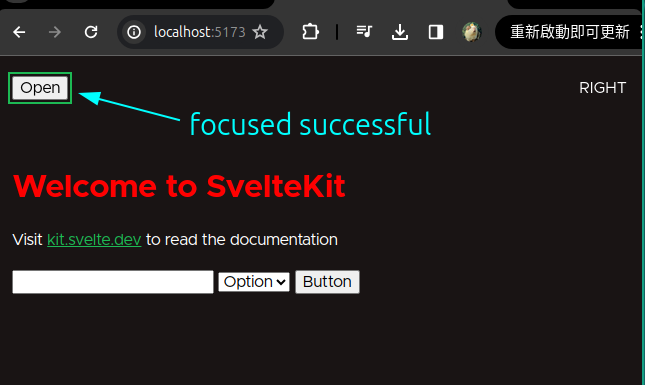 localhost:5173
重新啟動即可更新
Open
RIGHT
focused successful
Welcome to SvelteKit
Visit kit.svelte.dev to read the documentation
Option
Button